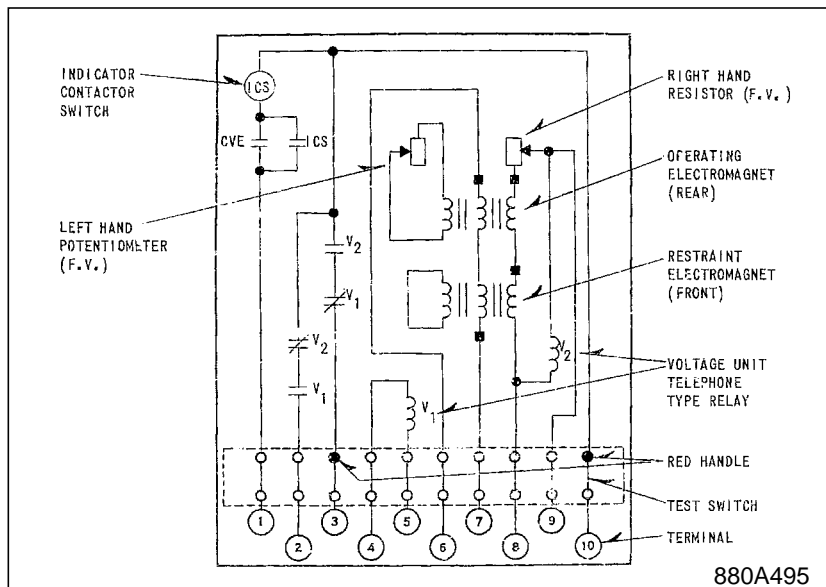 INDICATOR
CONTACTOR
SWITCH
ICS
CVE
ICS
LEFT HAND
POTENTIOMETER
(F.V.)
V2
V1
V2
V1
V1
V2
RIGHT HAND
RESISTOR (F.V.)
OPERATING
ELECTROMAGNET
(REAR)
RESTRAINT
ELECTROMAGNET
(FRONT)
VOLTAGE UNIT
TELEPHONE
TYPE RELAY
RED HANDLE
TEST SWITCH
TERMINAL
1 2 3 4 5 6 7 8 9 10
880A495